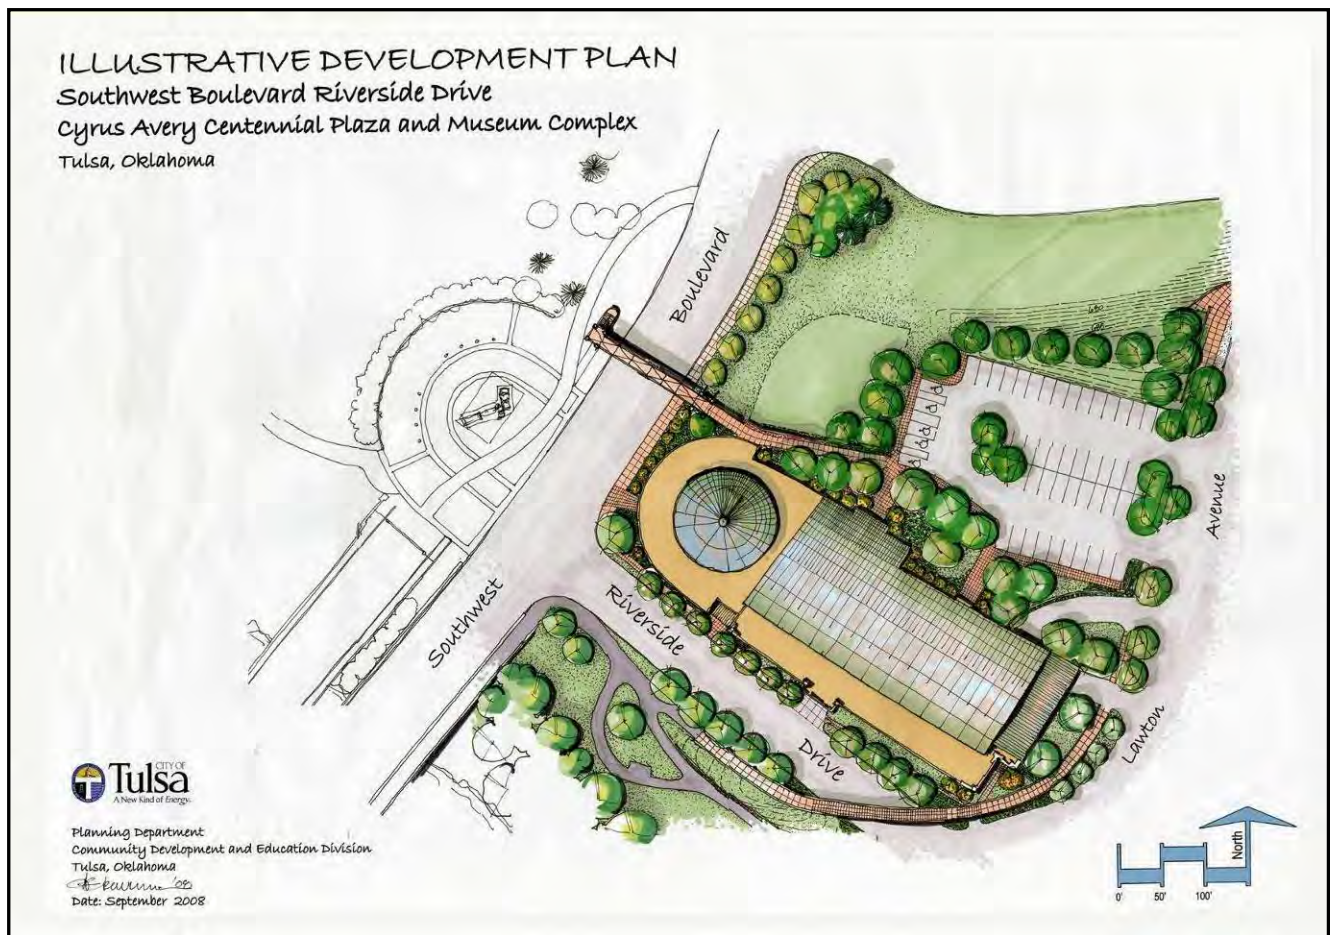 ILLUSTRATIVE DEVELOPMENT PLAN
Southwest Boulevard Riverside Drive
Cyrus Avery Centennial Plaza and Museum Complex
Tulsa, Oklahoma
Boulevard
Southwest
Riverside
Drive
Avenue
Lawton
CITY OF
Tulsa
A New Kind of Energy.
Planning Department
Community Development and Education Division
Tulsa, Oklahoma
'08
Date: September 2008
North
0' 50' 100'